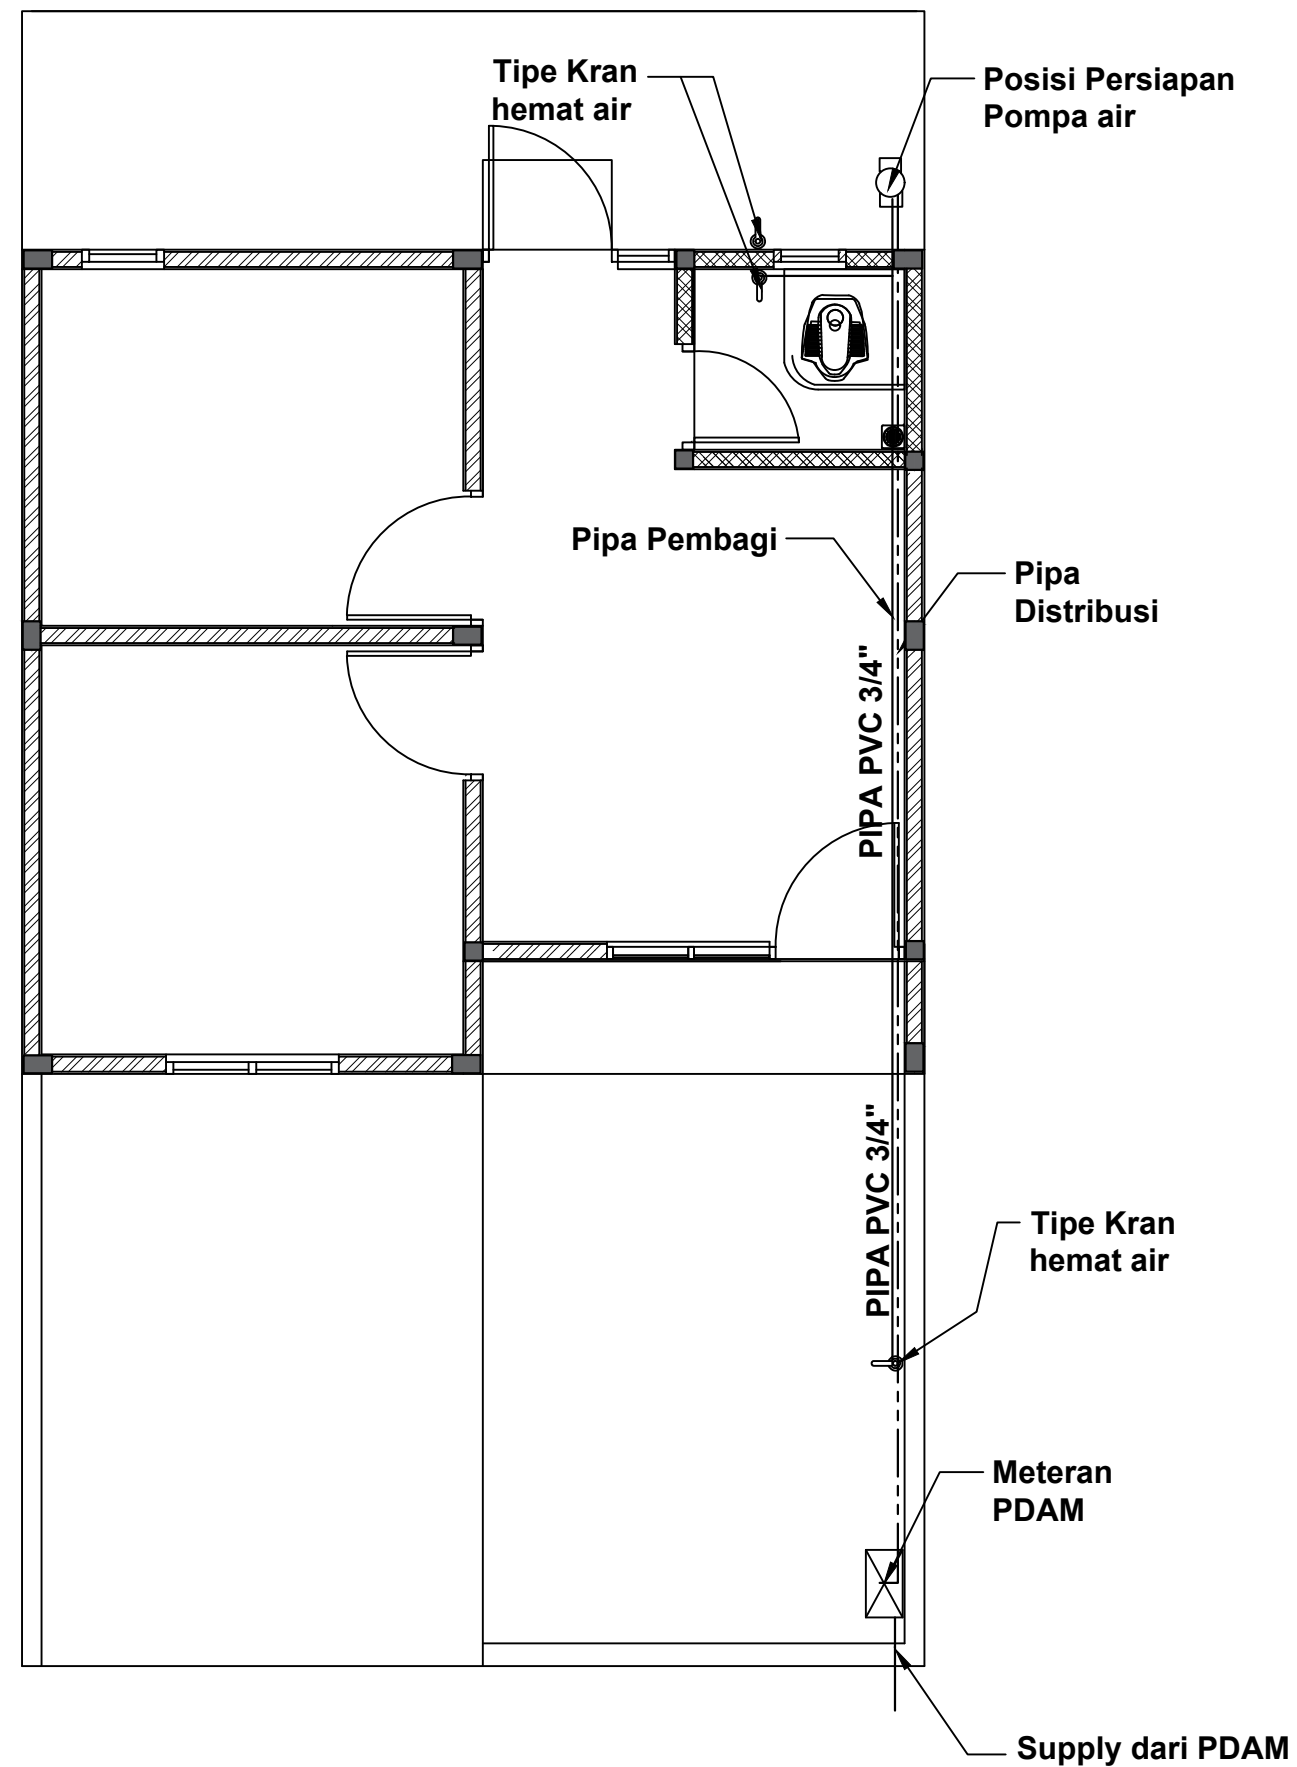 Tipe Kran
hemat air
Posisi Persiapan
Pompa air
Pipa Pembagi
Pipa
Distribusi
PIPA PVC 3/4"
PIPA PVC 3/4"
Tipe Kran
hemat air
Meteran
PDAM
Supply dari PDAM